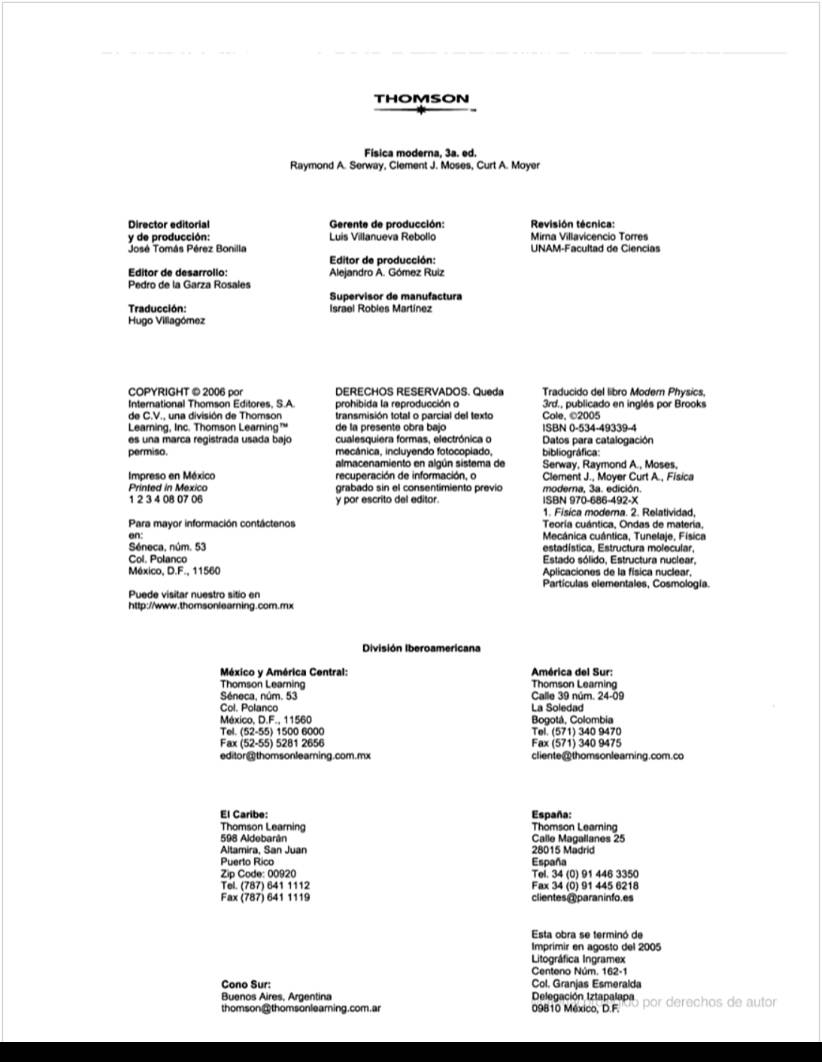 THOMSON
Física moderna, 3a. ed.
Raymond A. Serway, Clement J. Moses, Curt A. Moyer
Director editorial
y de producción:
José Tomás Pérez Bonilla
Editor de desarrollo:
Pedro de la Garza Rosales
Traducción:
Hugo Villagómez
Gerente de producción:
Luis Villanueva Rebollo
Editor de producción:
Alejandro A. Gómez Ruiz
Supervisor de manufactura
Israel Robles Martínez
Revisión técnica:
Mirna Villavicencio Torres
UNAM-Facultad de Ciencias
COPYRIGHT © 2006 por
International Thomson Editores, S.A.
de C.V., una división de Thomson
Learning, Inc. Thomson Learning™
es una marca registrada usada bajo
permiso.
Impreso en México
Printed in Mexico
1 2 3 4 08 07 06
Para mayor información contáctenos
en:
Séneca, núm. 53
Col. Polanco
México, D.F., 11560
Puede visitar nuestro sitio en
http://www.thomsonlearning.com.mx
DERECHOS RESERVADOS. Queda
prohibida la reproducción o
transmisión total o parcial del texto
de la presente obra bajo
cualesquiera formas, electrónica o
mecánica, incluyendo fotocopiado,
almacenamiento en algún sistema de
recuperación de información, o
grabado sin el consentimiento previo
y por escrito del editor.
Traducido del libro Modern Physics,
3rd., publicado en inglés por Brooks
Cole, ©2005
ISBN 0-534-49339-4
Datos para catalogación
bibliográfica:
Serway, Raymond A., Moses,
Clement J., Moyer Curt A., Física
moderna, 3a. edición.
ISBN 970-686-492-X
1. Física moderna. 2. Relatividad,
Teoría cuántica, Ondas de materia,
Mecánica cuántica, Tunelaje, Física
estadística, Estructura molecular,
Estado sólido, Estructura nuclear,
Aplicaciones de la física nuclear,
Partículas elementales, Cosmología.
División Iberoamericana
México y América Central:
Thomson Learning
Séneca, núm. 53
Col. Polanco
México, D.F., 11560
Tel. (52-55) 1500 6000
Fax (52-55) 5281 2656
editor@thomsonlearning.com.mx
América del Sur:
Thomson Learning
Calle 39 núm. 24-09
La Soledad
Bogotá, Colombia
Tel. (571) 340 9470
Fax (571) 340 9475
cliente@thomsonlearning.com.co
El Caribe:
Thomson Learning
598 Aldebarán
Altamira, San Juan
Puerto Rico
Zip Code: 00920
Tel. (787) 641 1112
Fax (787) 641 1119
España:
Thomson Learning
Calle Magallanes 25
28015 Madrid
España
Tel. 34 (0) 91 446 3350
Fax 34 (0) 91 445 6218
clientes@paraninfo.es
Cono Sur:
Buenos Aires, Argentina
thomson@thomsonlearning.com.ar
Esta obra se terminó de
Imprimir en agosto del 2005
Litográfica Ingramex
Centeno Núm. 162-1
Col. Granjas Esmeralda
Delegación Iztapalapa
09810 México, D.F.
por derechos de autor